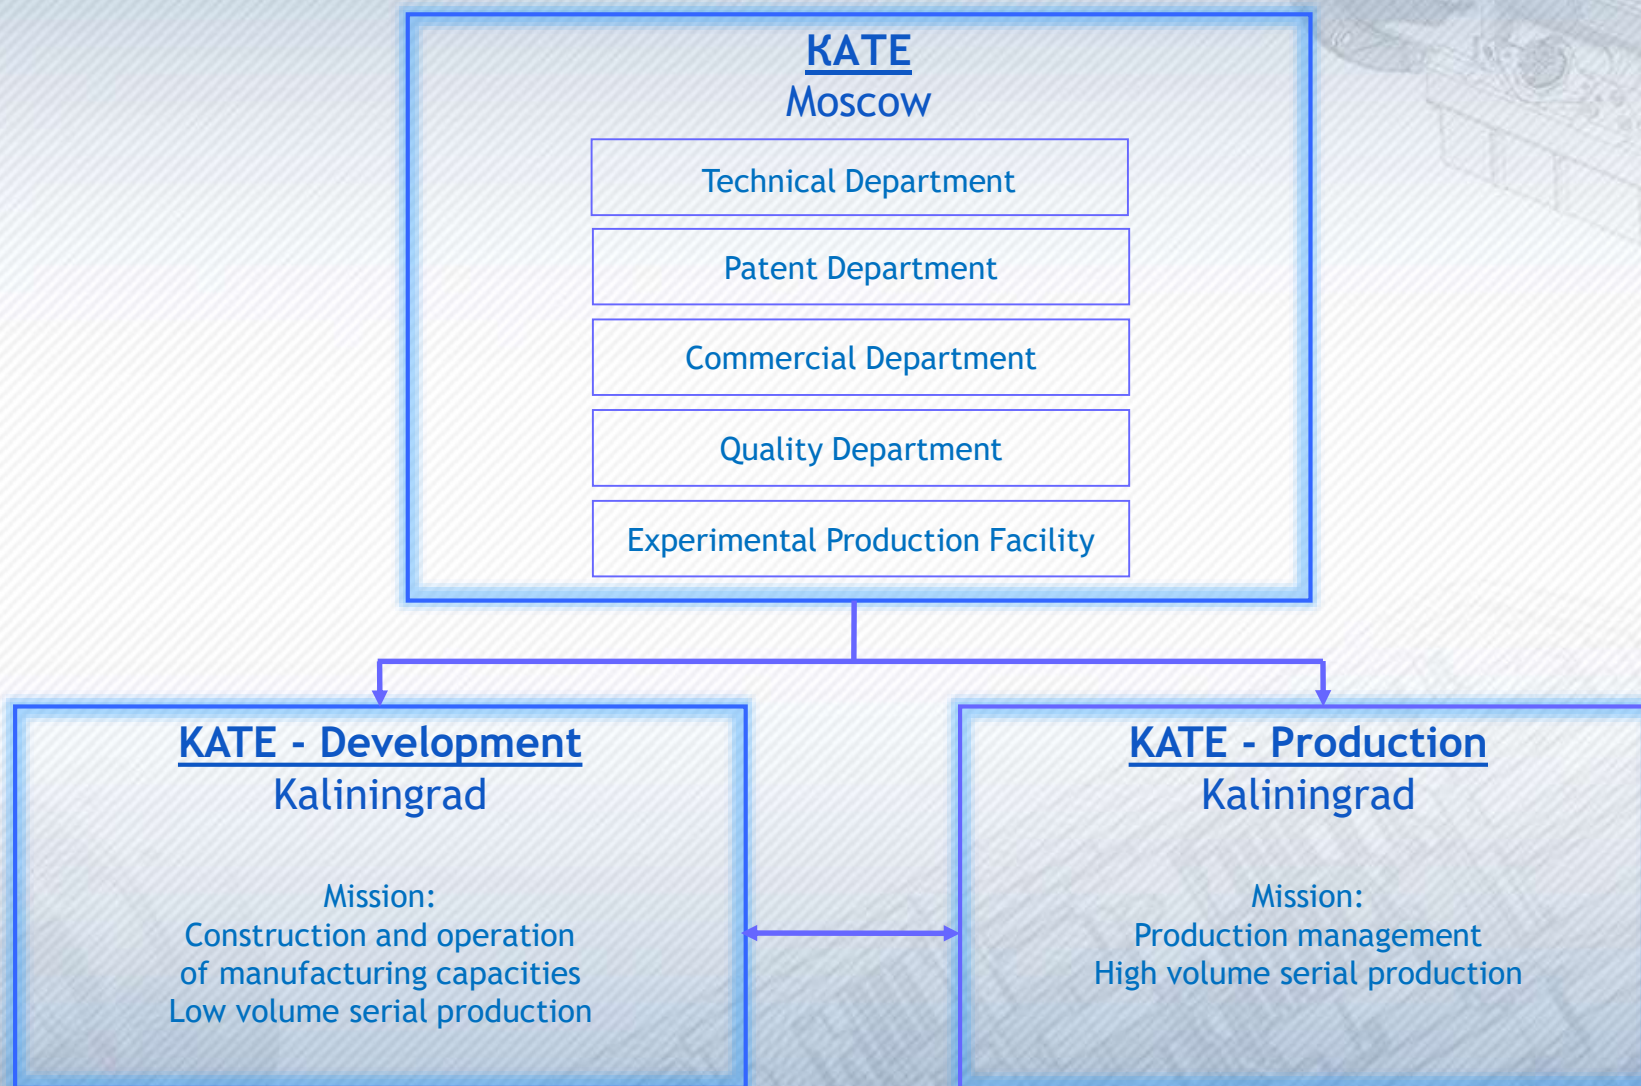 КATE
Moscow
Technical Department
Patent Department
Commercial Department
Quality Department
Experimental Production Facility
KATE - Development
Kaliningrad
Mission:
Construction and operation
of manufacturing capacities
Low volume serial production
KATE - Production
Kaliningrad
Mission:
Production management
High volume serial production